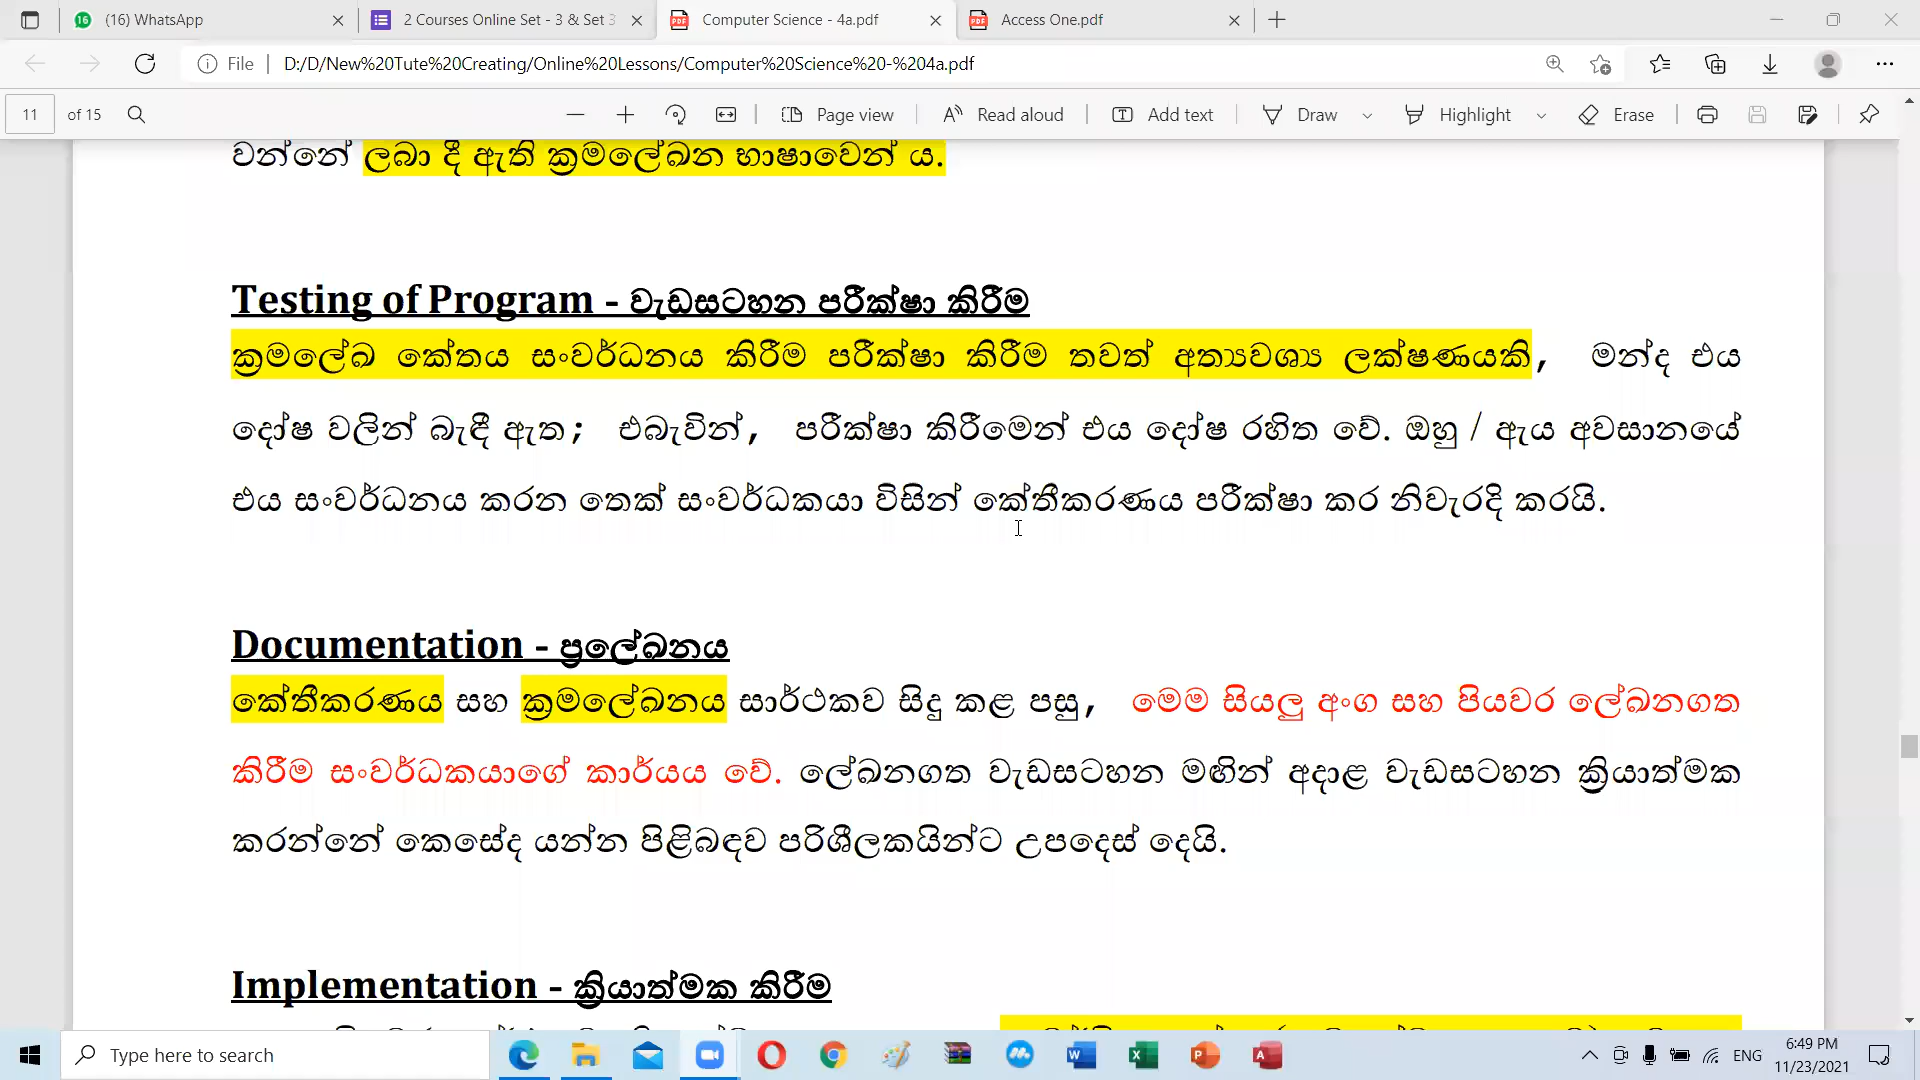 (16) WhatsApp
2 Courses Online Set - 3 & Set 3
Computer Science - 4a.pdf
Access One.pdf
File
D:/D/New%20Tute%20Creating/Online%20Lessons/Computer%20Science%20-%204a.pdf
11 of 15
Page view
Read aloud
Add text
Draw
Highlight
Erase
වන්නේ ලබා දී ඇති ක්‍රමලේඛන භාෂාවෙන් ය.
Testing of Program - වැඩසටහන පරීක්ෂා කිරීම
ක්‍රමලේඛ කේතය සංවර්ධනය කිරීම පරීක්ෂා කිරීම තවත් අත්‍යවශ්‍ය ලක්ෂණයකි, මන්ද එය
දෝෂ වලින් බැඳී ඇත; එබැවින්, පරීක්ෂා කිරීමෙන් එය දෝෂ රහිත වේ. ඔහු / ඇය අවසානයේ
එය සංවර්ධනය කරන තෙක් සංවර්ධකයා විසින් කේතීකරණය පරීක්ෂා කර නිවැරදි කරයි.
Documentation - ප්‍රලේඛනය
කේතීකරණය සහ ක්‍රමලේඛනය සාර්ථකව සිදු කළ පසු, මෙම සියලු අංග සහ පියවර ලේඛනගත
කිරීම සංවර්ධකයාගේ කාර්යය වේ. ලේඛනගත වැඩසටහන මඟින් අදාළ වැඩසටහන ක්‍රියාත්මක
කරන්නේ කෙසේද යන්න පිළිබඳව පරිශීලකයින්ට උපදෙස් දෙයි.
Implementation - ක්‍රියාත්මක කිරීම
Type here to search
ENG
6:49 PM
11/23/2021